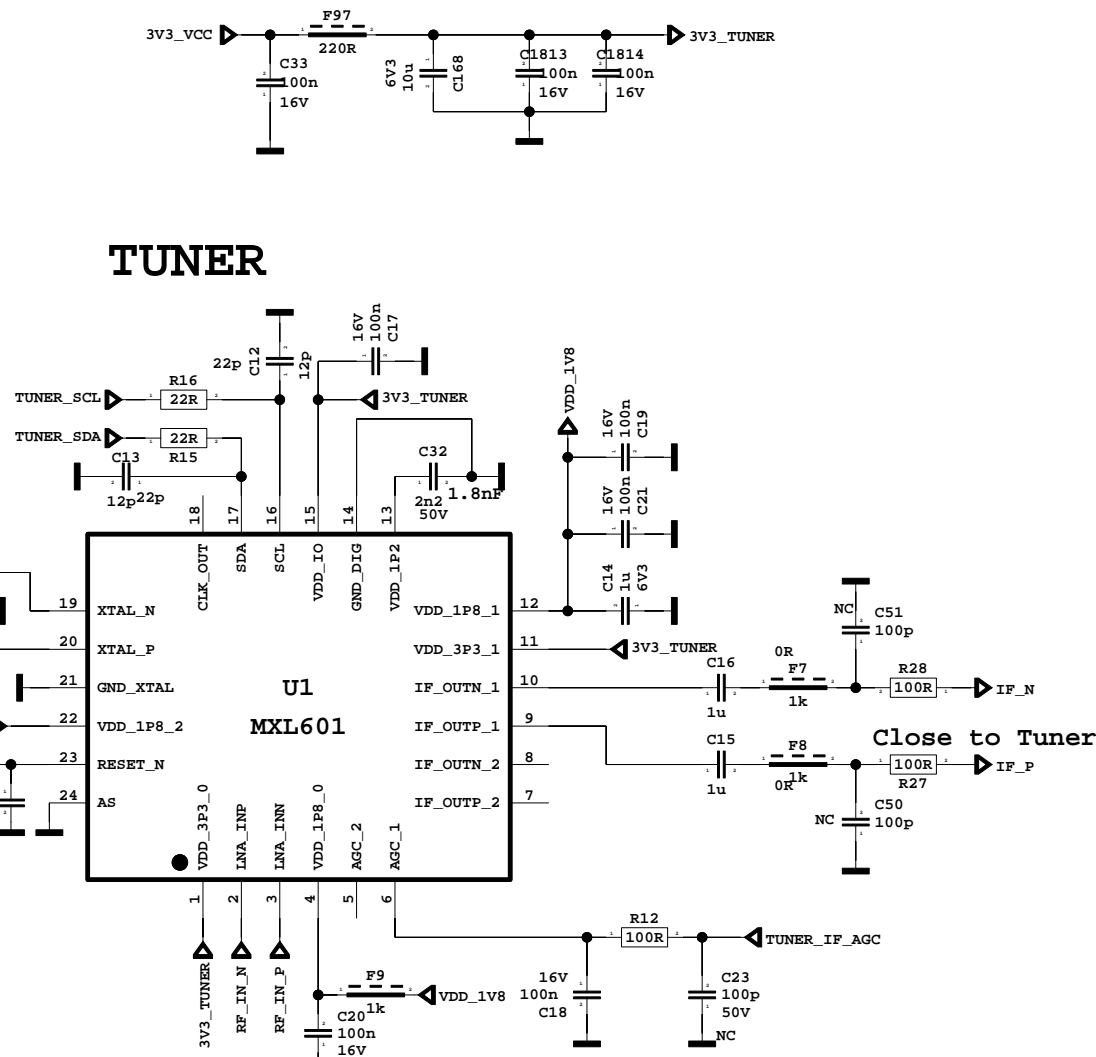 F97
3V3_VCC
220R
3V3_TUNER
C33
100n
16V
6V3
10u
C168
C1813
100n
16V
C1814
100n
16V
TUNER
16V
100n
C17
22p
C12
12p
R16
TUNER_SCL
22R
3V3_TUNER
TUNER_SDA
22R
R15
C13
12p
22p
C32
2n2
50V
1.8nF
VDD_1V8
16V
100n
C19
16V
100n
C21
C14
1u
6V3
18
17
16
15
14
13
CLK_OUT
SDA
SCL
VDD_IO
GND_DIG
VDD_1P2
19
XTAL_N
20
XTAL_P
21
GND_XTAL
22
VDD_1P8_2
23
RESET_N
24
AS
U1
MXL601
VDD_1P8_1
12
VDD_3P3_1
11
3V3_TUNER
IF_OUTN_1
10
IF_OUTP_1
9
IF_OUTN_2
8
IF_OUTP_2
7
C16
1u
0R
F7
1k
NC
C51
100p
R28
100R
IF_N
Close to Tuner
C15
1u
F8
1k
0R
100R
R27
IF_P
NC
C50
100p
VDD_3P3_0
LNA_INP
LNA_INN
VDD_1P8_0
AGC_2
AGC_1
1
2
3
4
5
6
3V3_TUNER
RF_IN_N
RF_IN_P
F9
1k
VDD_1V8
C20
100n
16V
R12
100R
TUNER_IF_AGC
16V
100n
C18
C23
100p
50V
NC